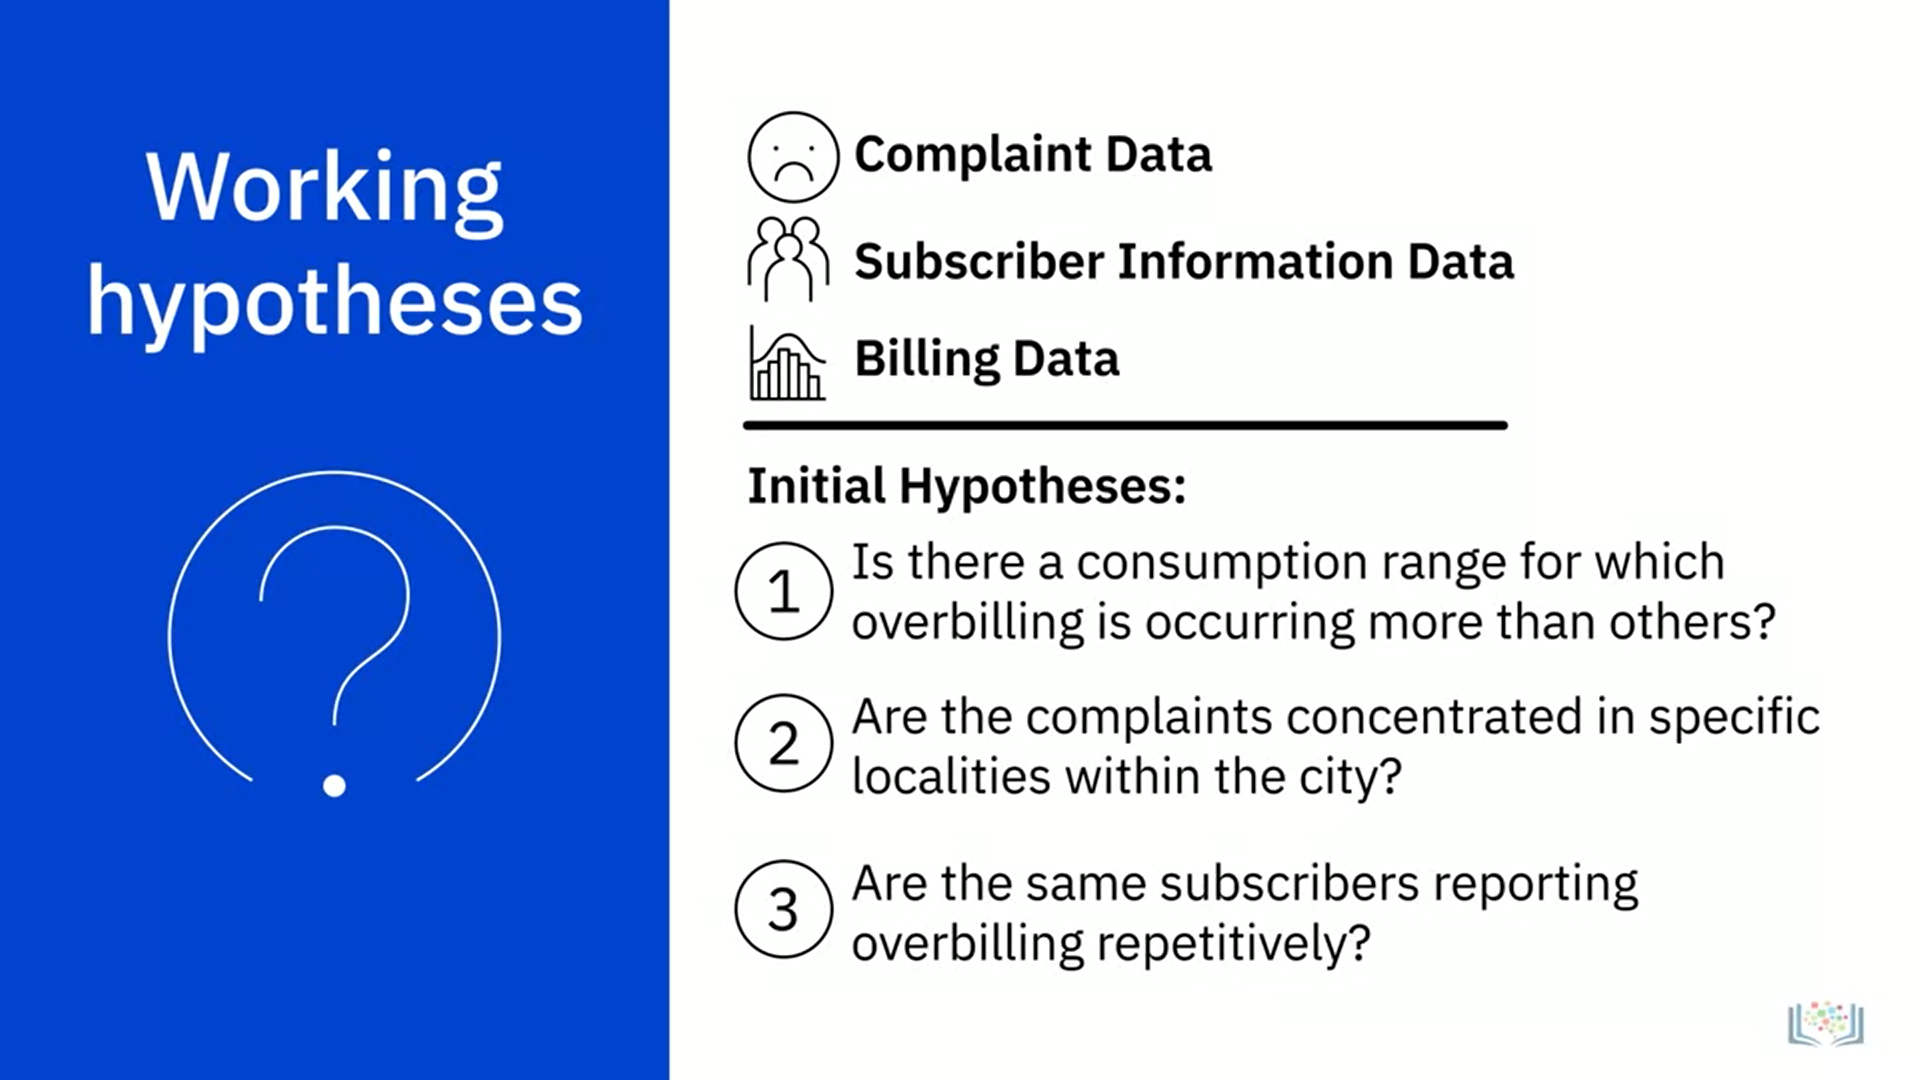 Working
hypotheses
Complaint Data
Subscriber Information Data
Billing Data
Initial Hypotheses:
1
Is there a consumption range for which
overbilling is occurring more than others?
2
Are the complaints concentrated in specific
localities within the city?
3
Are the same subscribers reporting
overbilling repetitively?